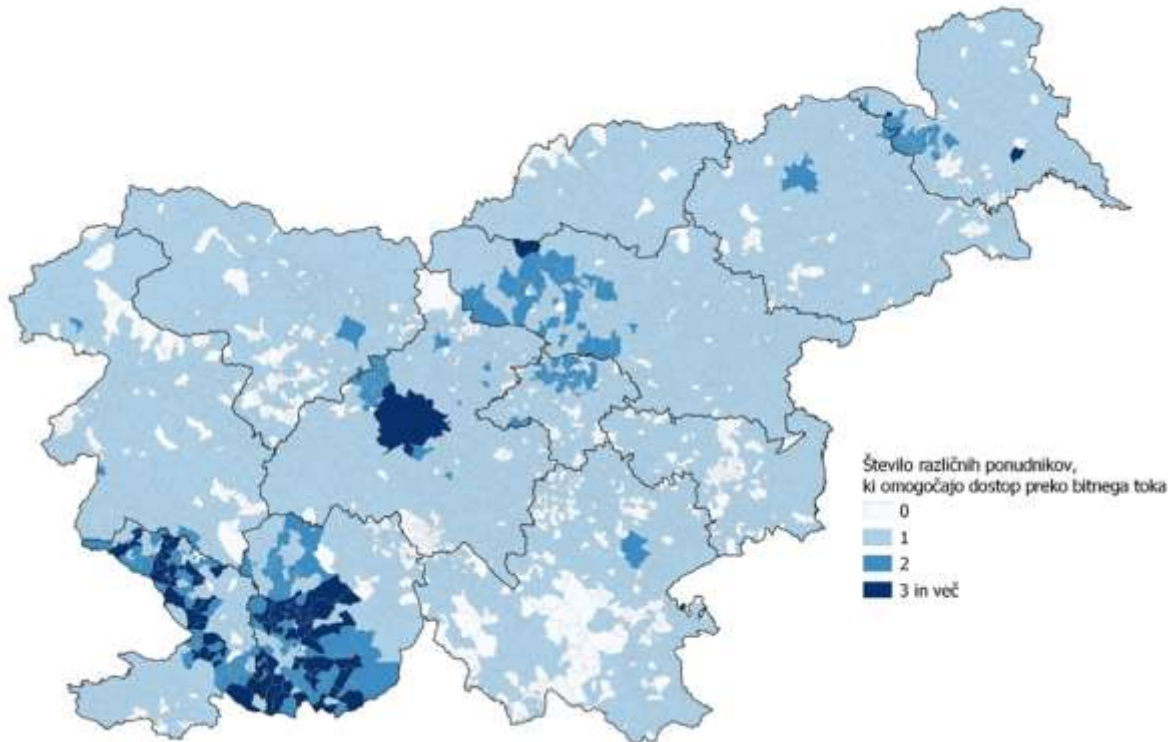 Število različnih ponudnikov,
ki omogočajo dostop preko bitnega toka
0
1
2
3 in več